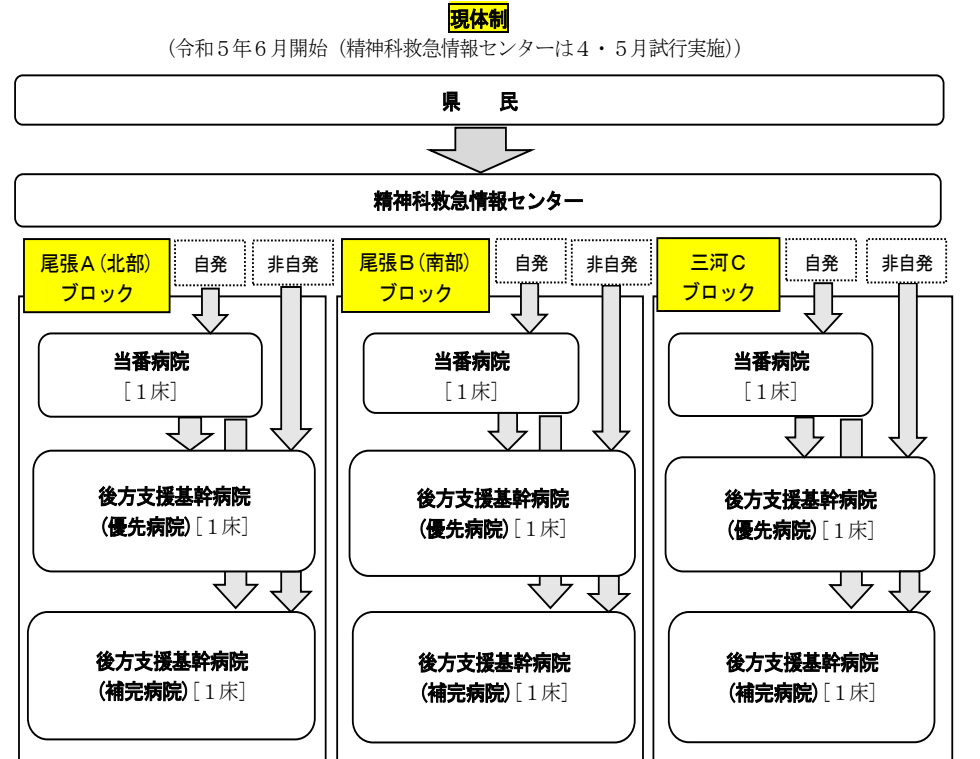 現体制
(令和５年６月開始（精神科救急情報センターは４・５月試行実施))
県　　民
精神科救急情報センター
尾張Ａ(北部)
ブロック
自発
非自発
尾張Ｂ(南部)
ブロック
自発
非自発
三河Ｃ
ブロック
自発
非自発
当番病院
[１床]
当番病院
[１床]
当番病院
[１床]
後方支援基幹病院
(優先病院)[１床]
後方支援基幹病院
(優先病院)[１床]
後方支援基幹病院
(優先病院)[１床]
後方支援基幹病院
(補完病院)[１床]
後方支援基幹病院
(補完病院)[１床]
後方支援基幹病院
(補完病院)[１床]